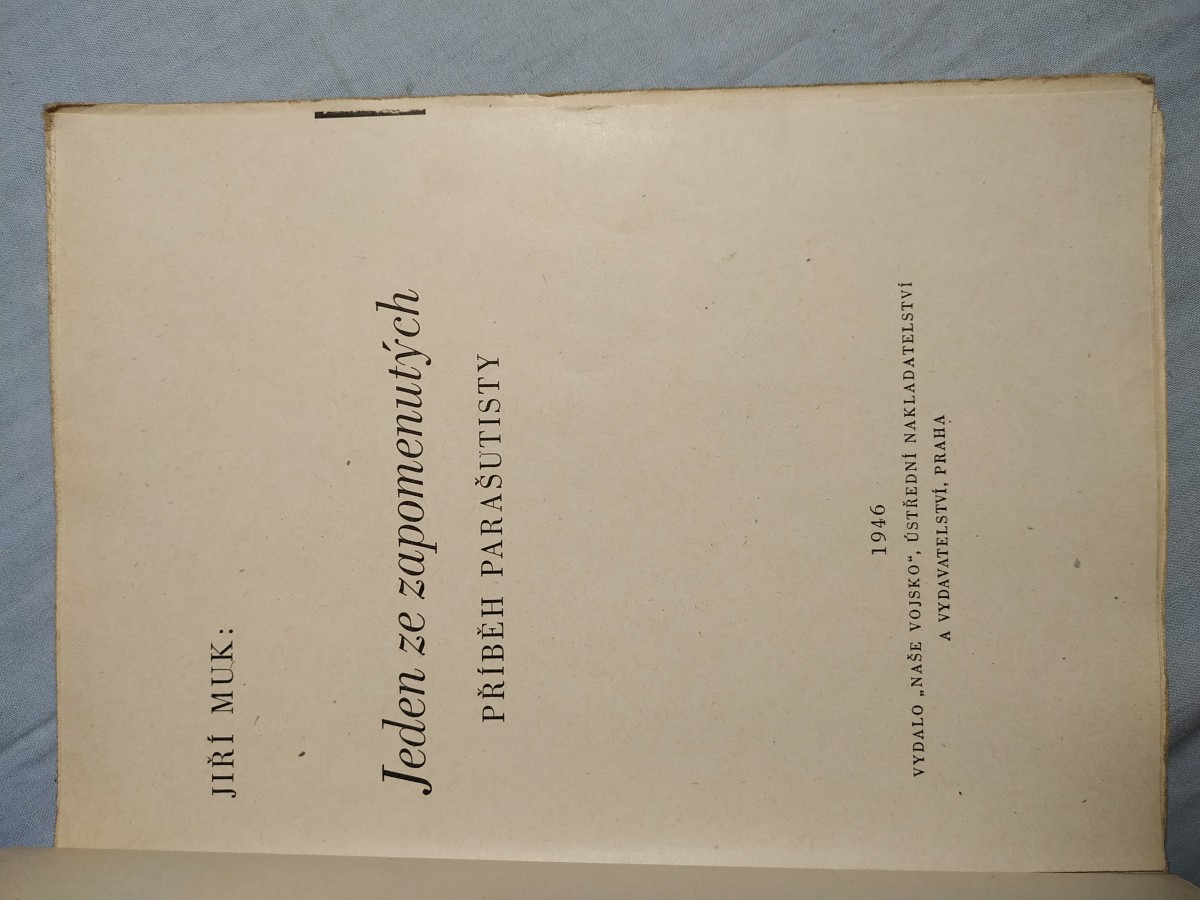 JIŘÍ MUK:
Jeden ze zapomenutých
PŘÍBĚH PARAŠUTISTY
1946
VYDALO „NAŠE VOJSKO“, ÚSTŘEDNÍ NAKLADATELSTVÍ
A VYDAVATELSTVÍ, PRAHA